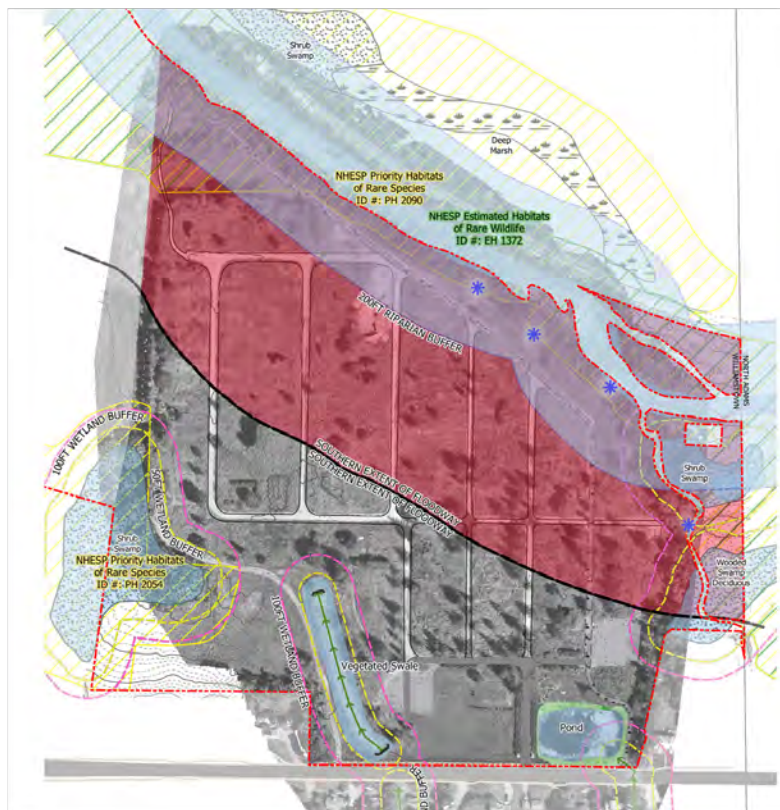 Shrub
Swamp
Deep
Marsh
NHESP Priority Habitats
of Rare Species
ID #: PH 2090
NHESP Estimated Habitats
of Rare Wildlife
ID #: EH 1372
200FT RIPARIAN BUFFER
NORTH ADAMS
WILLIAMSTOWN
100FT WETLAND BUFFER
50FT WETLAND BUFFER
SOUTHERN EXTENT OF FLOODWAY
SOUTHERN EXTENT OF FLOODWAY
Shrub
Swamp
Shrub
Swamp
NHESP Priority Habitats
of Rare Species
ID #: PH 2054
Wooded
Swamp
Deciduous
100FT WETLAND BUFFER
Vegetated Swale
Pond
BUFFER